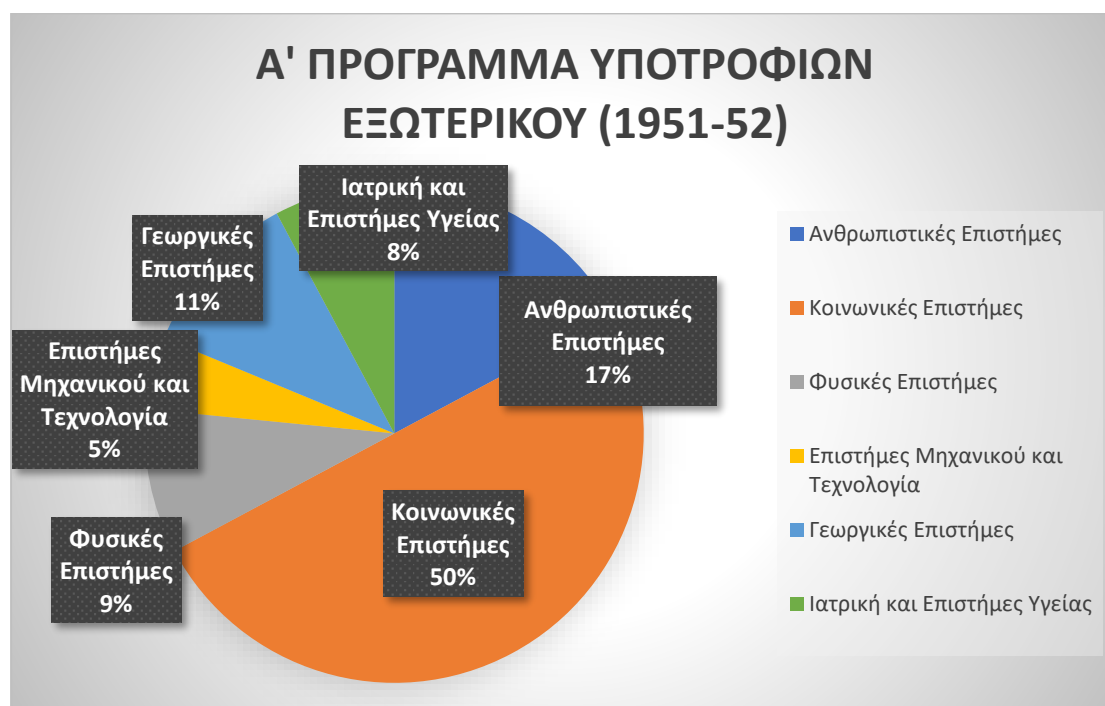 Α' ΠΡΟΓΡΑΜΜΑ ΥΠΟΤΡΟΦΙΩΝ
ΕΞΩΤΕΡΙΚΟΥ (1951-52)
Ιατρική και
Επιστήμες Υγείας
8%
Γεωργικές
Επιστήμες
11%
Ανθρωπιστικές
Επιστήμες
17%
Επιστήμες
Μηχανικού και
Τεχνολογία
5%
Κοινωνικές
Επιστήμες
50%
Φυσικές
Επιστήμες
9%
Ανθρωπιστικές Επιστήμες
Κοινωνικές Επιστήμες
Φυσικές Επιστήμες
Επιστήμες Μηχανικού και
Τεχνολογία
Γεωργικές Επιστήμες
Ιατρική και Επιστήμες Υγείας